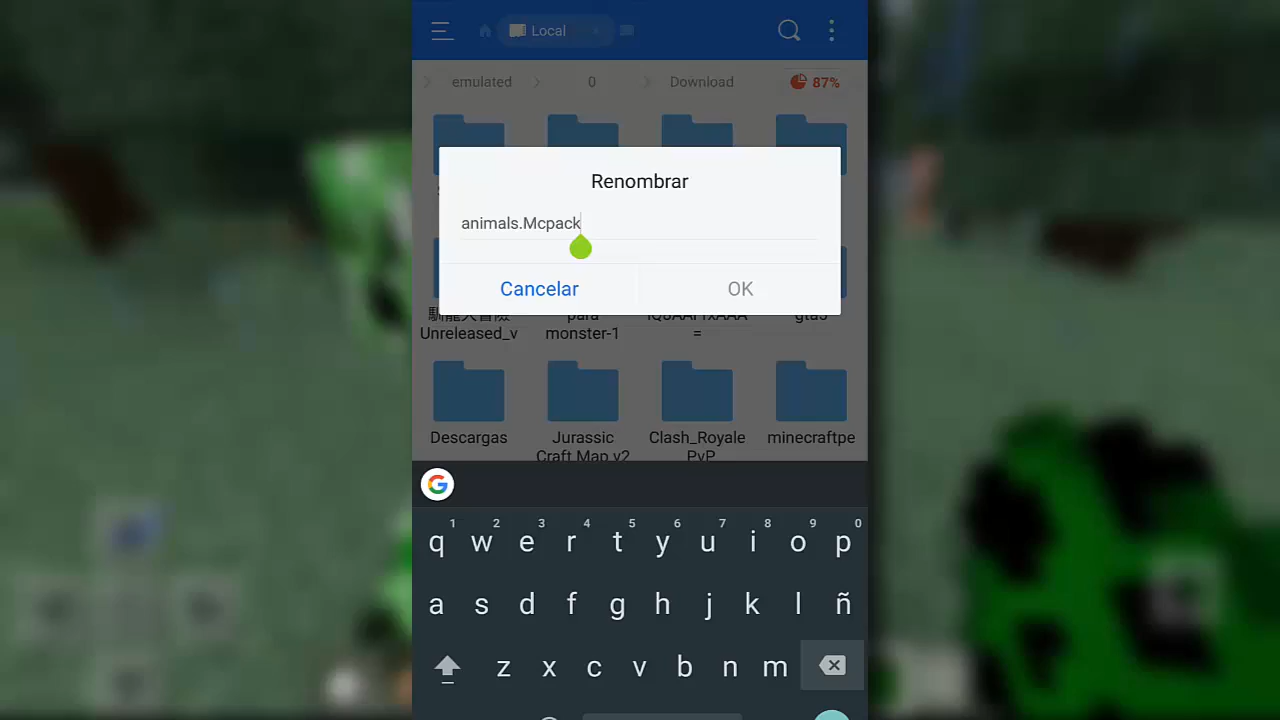 Local
emulated
0
Download
87%
Renombrar
animals.Mcpack
Cancelar
OK
Unreleased_v
para
monster-1
=
gta5
Descargas
Jurassic
Craft Map v2
Clash_Royale
PvP
minecraftpe
G
1 2 3 4 5 6 7 8 9 0
q w e r t y u i o p
a s d f g h j k l ñ
z x c v b n m